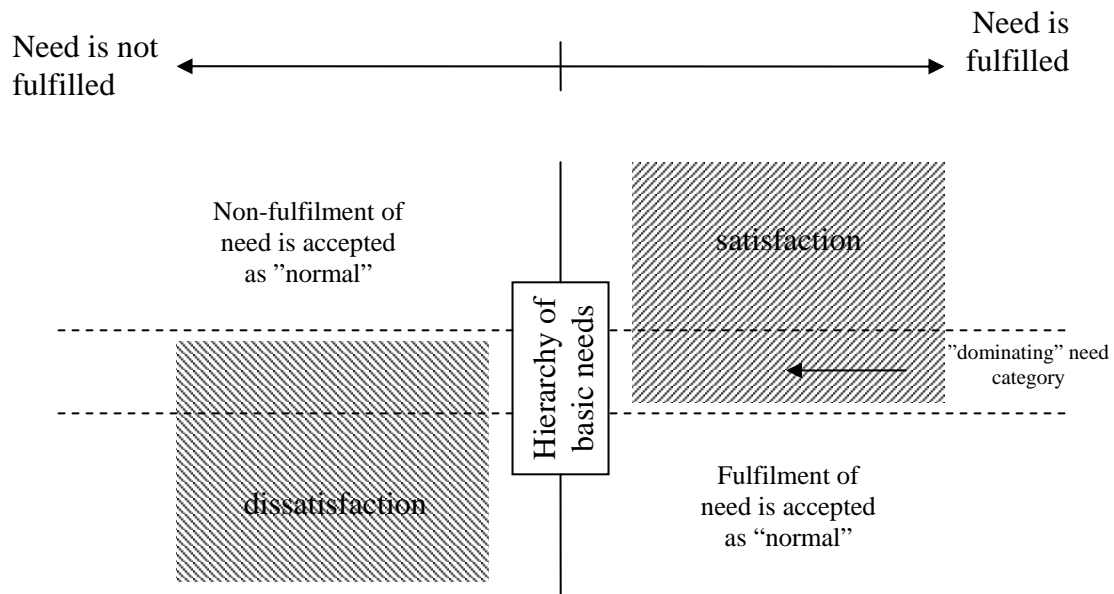 Need is not
fulfilled
Need is
fulfilled
Non-fulfilment of
need is accepted
as ”normal”
satisfaction
Hierarchy of
basic needs
”dominating” need
category
dissatisfaction
Fulfilment of
need is accepted
as “normal”